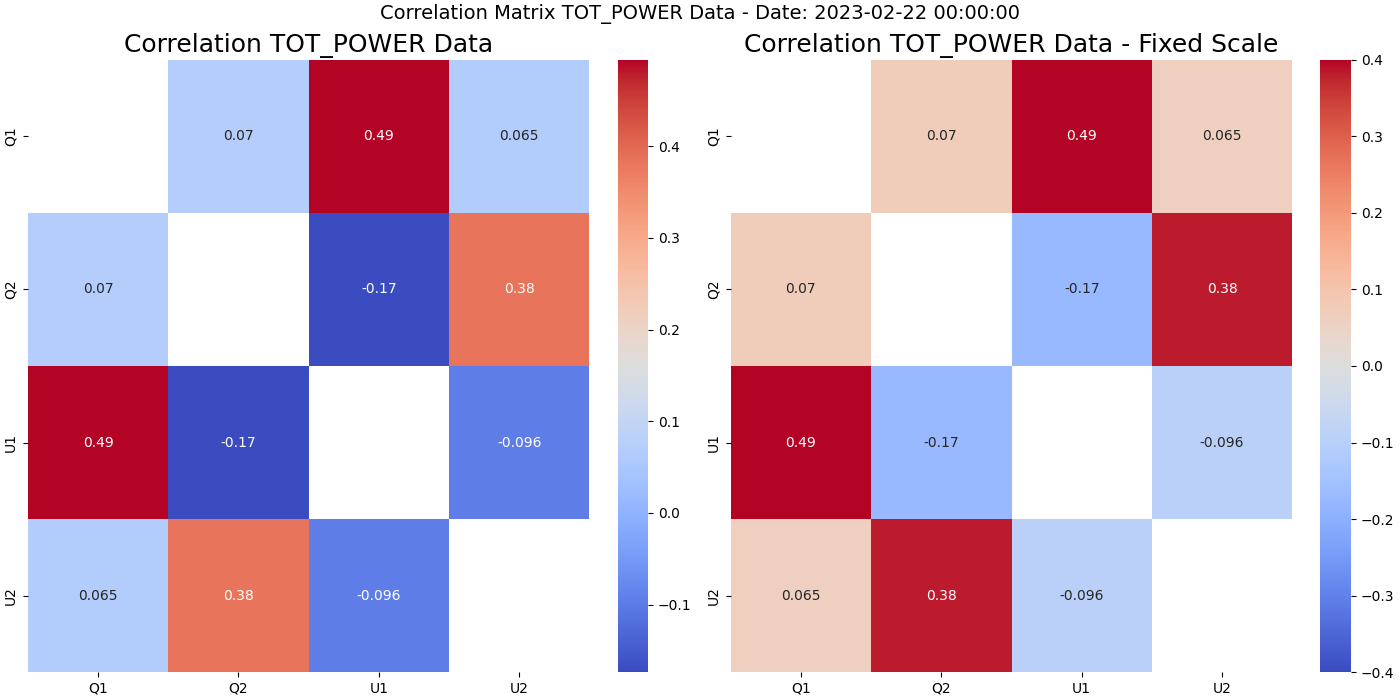 Correlation Matrix TOT_POWER Data - Date: 2023-02-22 00:00:00
Correlation TOT_POWER Data
Q1
0.07
0.49
0.065
Q2
0.07
-0.17
0.38
U1
0.49
-0.17
-0.096
U2
0.065
0.38
-0.096
Q1
Q2
U1
U2
0.4
0.3
0.2
0.1
0.0
−0.1
Correlation TOT_POWER Data - Fixed Scale
Q1
0.07
0.49
0.065
Q2
0.07
-0.17
0.38
U1
0.49
-0.17
-0.096
U2
0.065
0.38
-0.096
Q1
Q2
U1
U2
0.4
0.3
0.2
0.1
0.0
−0.1
−0.2
−0.3
−0.4